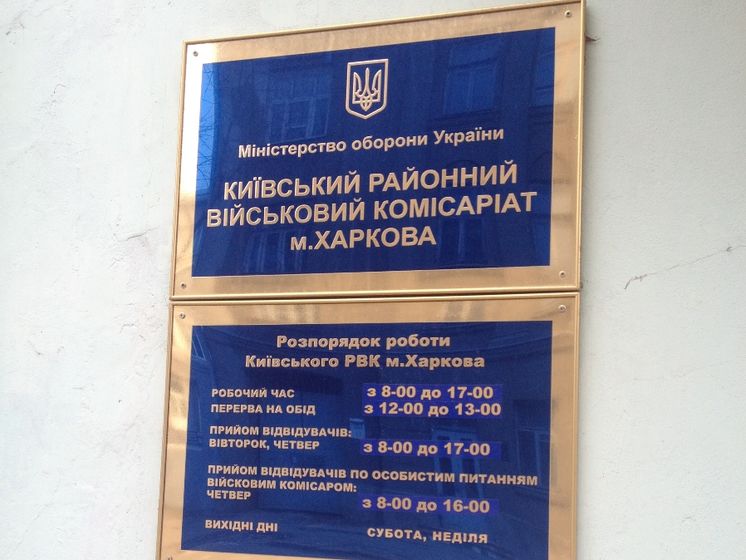 Міністерство оборони України
КИЇВСЬКИЙ РАЙОННИЙ
ВІЙСЬКОВИЙ КОМІСАРІАТ
м.ХАРКОВА
Розпорядок роботи
Київського РВК м.Харкова
РОБОЧИЙ ЧАС з 8-00 до 17-00
ПЕРЕРВА НА ОБІД з 12-00 до 13-00
ПРИЙОМ ВІДВІДУВАЧІВ:
ВІВТОРОК, ЧЕТВЕР з 8-00 до 17-00
ПРИЙОМ ВІДВІДУВАЧІВ ПО ОСОБИСТИМ ПИТАННЯМ
ВІЙСКОВИМ КОМІСАРОМ:
ЧЕТВЕР з 8-00 до 16-00
ВИХІДНІ ДНІ СУБОТА, НЕДІЛЯ